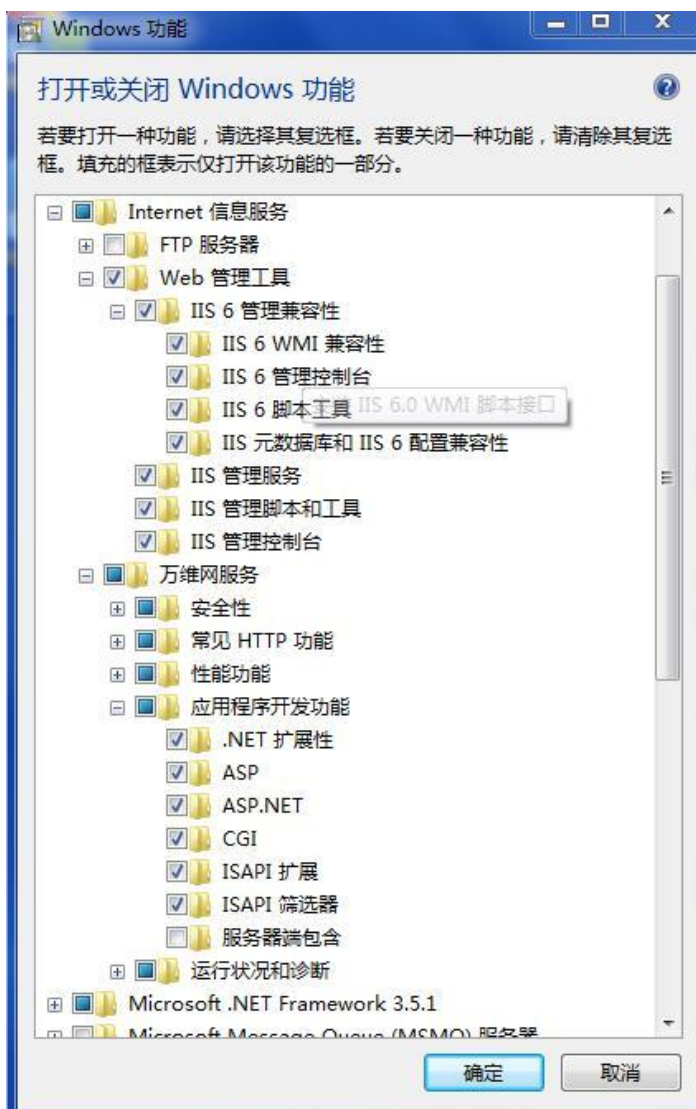 Windows 功能
打开或关闭 Windows 功能
若要打开一种功能，请选择其复选框。若要关闭一种功能，请清除其复选
框。填充的框表示仅打开该功能的一部分。
Internet 信息服务
FTP 服务器
Web 管理工具
IIS 6 管理兼容性
IIS 6 WMI 兼容性
IIS 6 管理控制台
IIS 6 脚本工具
IIS 6.0 WMI 脚本接口
IIS 元数据库和 IIS 6 配置兼容性
IIS 管理服务
IIS 管理脚本和工具
IIS 管理控制台
万维网服务
安全性
常见 HTTP 功能
性能功能
应用程序开发功能
.NET 扩展性
ASP
ASP.NET
CGI
ISAPI 扩展
ISAPI 筛选器
服务器端包含
运行状况和诊断
Microsoft .NET Framework 3.5.1
Microsoft Message Queue (MSMQ) 服务器
确定
取消